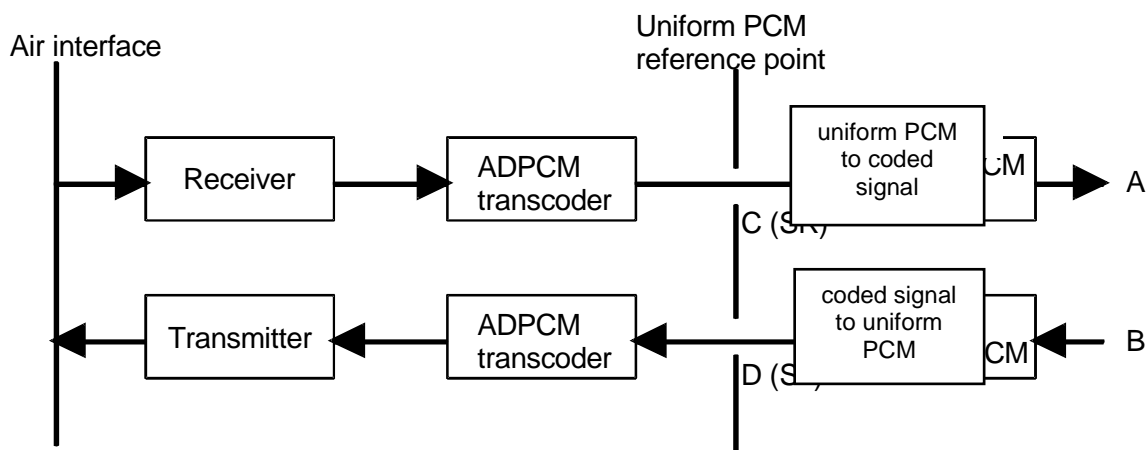 Air interface
Uniform PCM
reference point
Receiver
ADPCM
transcoder
uniform PCM
to coded
signal
A
C
Transmitter
ADPCM
transcoder
coded signal
to uniform
PCM
B
D